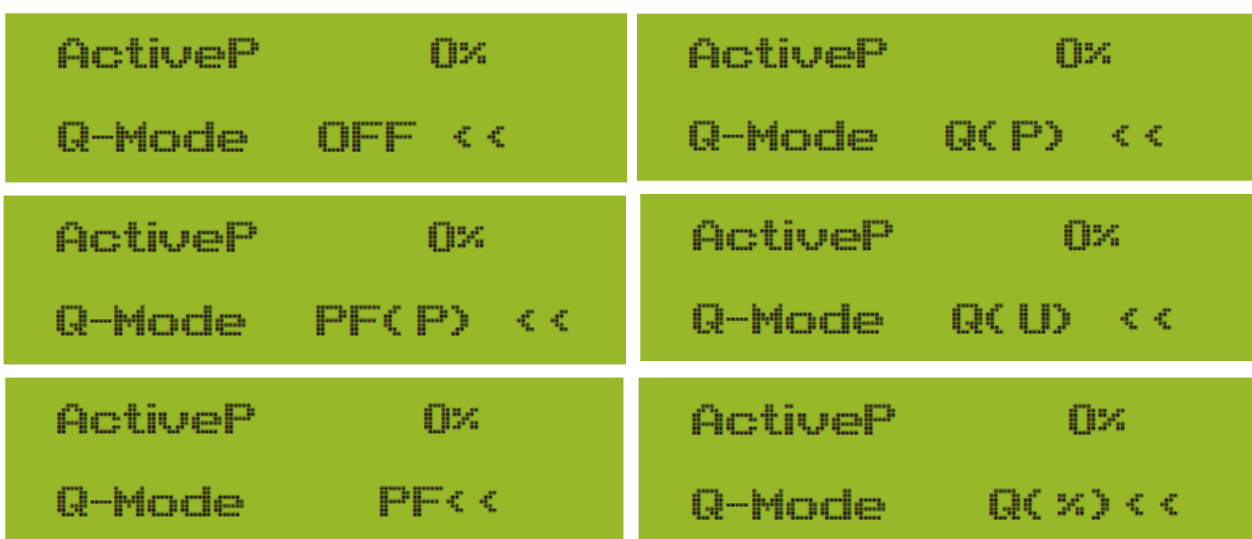 ActiveP 0%
Q-Mode OFF <<
ActiveP 0%
Q-Mode Q(P) <<
ActiveP 0%
Q-Mode PF(P) <<
ActiveP 0%
Q-Mode Q(U) <<
ActiveP 0%
Q-Mode PF<<
ActiveP 0%
Q-Mode Q(%)<<